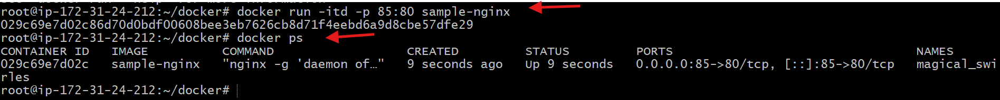 root@ip-172-31-24-212:~/docker# docker run -itd -p 85:80 sample-nginx
029c69e7d02c86d70d0bdf00608bee3eb7626cb8d71f4eebd6a9d8cbe57dfe29
root@ip-172-31-24-212:~/docker# docker ps
CONTAINER ID   IMAGE          COMMAND                  CREATED         STATUS         PORTS                                 NAMES
029c69e7d02c   sample-nginx   "nginx -g 'daemon of…"   9 seconds ago   Up 9 seconds   0.0.0.0:85->80/tcp, [::]:85->80/tcp   magical_swi
rles
root@ip-172-31-24-212:~/docker#